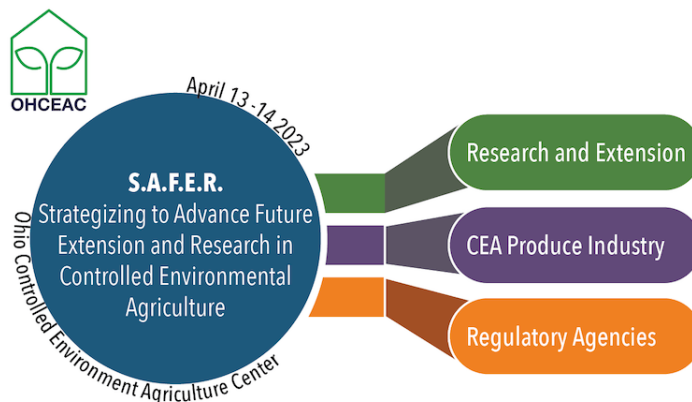 OHCEAC
April 13 -14 2023
S.A.F.E.R.
Strategizing to Advance Future
Extension and Research in
Controlled Environmental
Agriculture
Ohio Controlled Environment Agriculture Center
Research and Extension
CEA Produce Industry
Regulatory Agencies